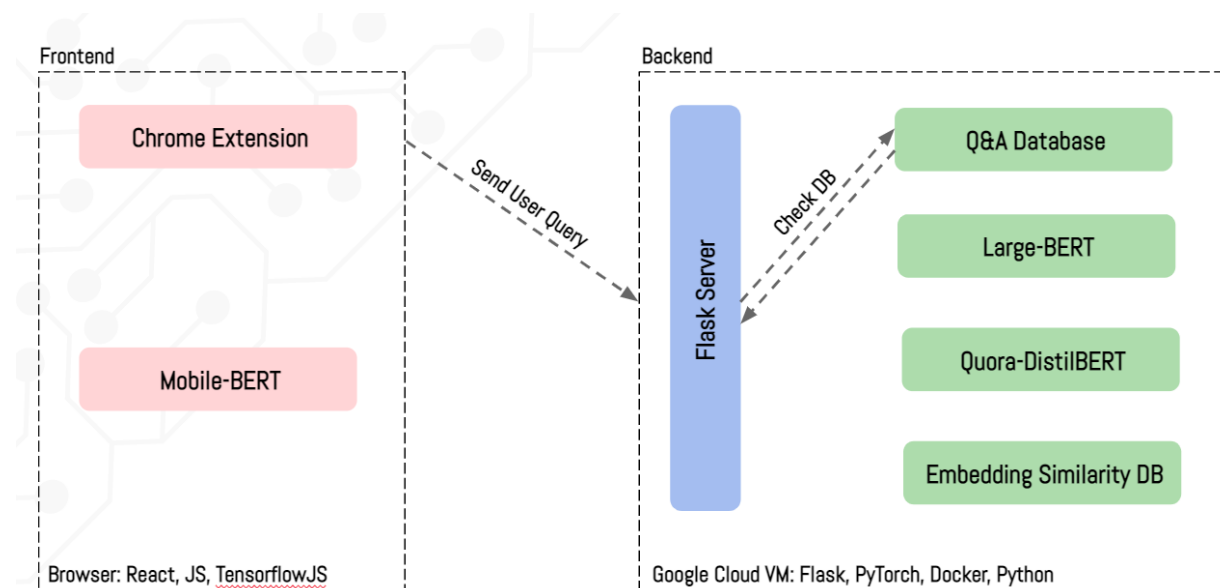 Frontend
Chrome Extension
Mobile-BERT
Browser: React, JS, TensorflowJS
Send User Query
Backend
Flask Server
Check DB
Q&A Database
Large-BERT
Quora-DistilBERT
Embedding Similarity DB
Google Cloud VM: Flask, PyTorch, Docker, Python